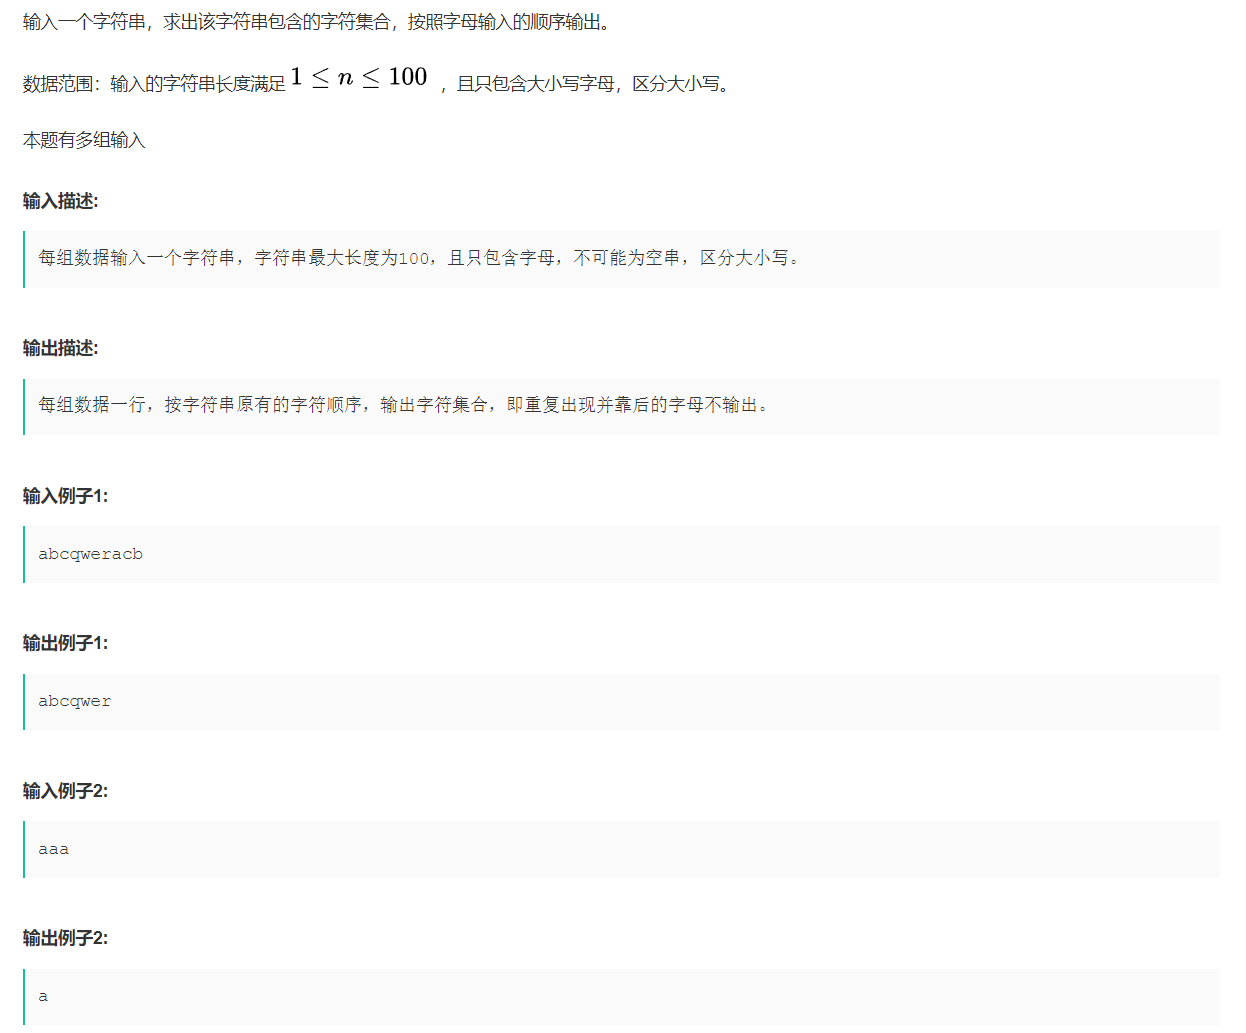 输入一个字符串，求出该字符串包含的字符集合，按照字母输入的顺序输出。
数据范围：输入的字符串长度满足 1 ≤ n ≤ 100 ，且只包含大小写字母，区分大小写。
本题有多组输入
输入描述:
每组数据输入一个字符串，字符串最大长度为100，且只包含字母，不可能为空串，区分大小写。
输出描述:
每组数据一行，按字符串原有的字符顺序，输出字符集合，即重复出现并靠后的字母不输出。
输入例子1:
abcqweracb
输出例子1:
abcqwer
输入例子2:
aaa
输出例子2:
a